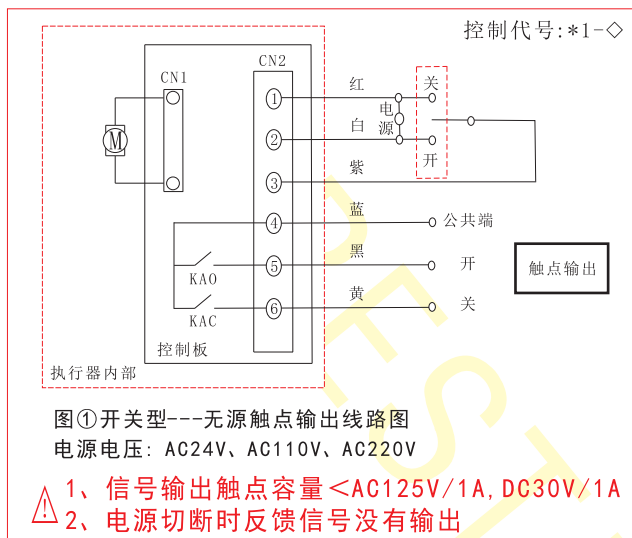 控制代号:*1-◇
CN1
CN2
M
① 红 关
电源
② 白 开
③ 紫
④ 蓝 公共端
⑤ 黑 开
KAO
⑥ 黄 关
KAC
触点输出
控制板
执行器内部
图①开关型---无源触点输出线路图
电源电压: AC24V、AC110V、AC220V
1、信号输出触点容量<AC125V/1A,DC30V/1A
2、电源切断时反馈信号没有输出